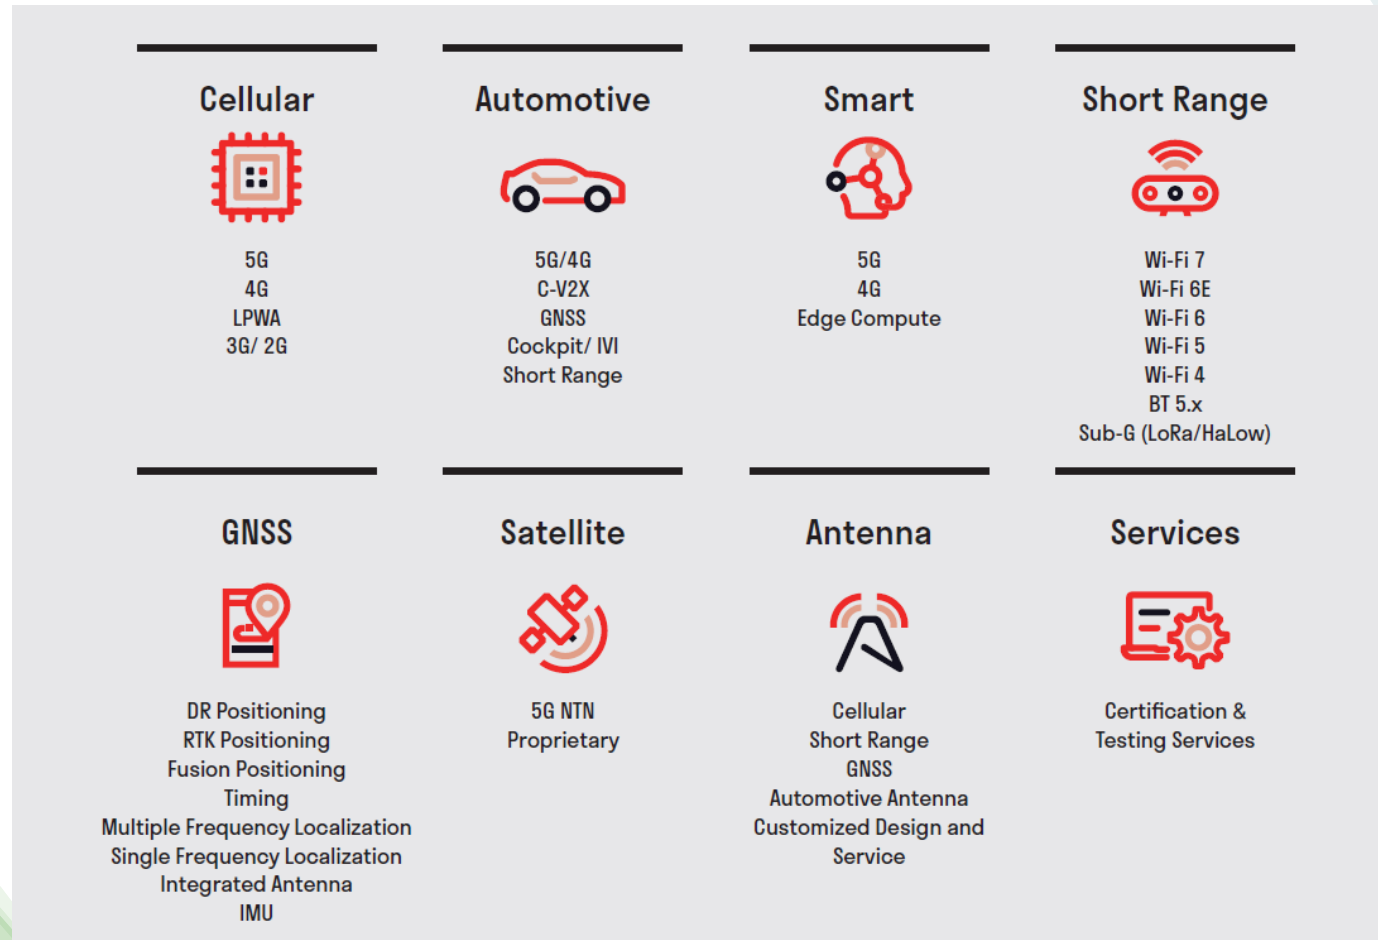 Cellular
5G
4G
LPWA
3G/ 2G
Automotive
5G/4G
C-V2X
GNSS
Cockpit/ IVI
Short Range
Smart
5G
4G
Edge Compute
Short Range
Wi-Fi 7
Wi-Fi 6E
Wi-Fi 6
Wi-Fi 5
Wi-Fi 4
BT 5.x
Sub-G (LoRa/HaLow)
GNSS
DR Positioning
RTK Positioning
Fusion Positioning
Timing
Multiple Frequency Localization
Single Frequency Localization
Integrated Antenna
IMU
Satellite
5G NTN
Proprietary
Antenna
Cellular
Short Range
GNSS
Automotive Antenna
Customized Design and
Service
Services
Certification &
Testing Services